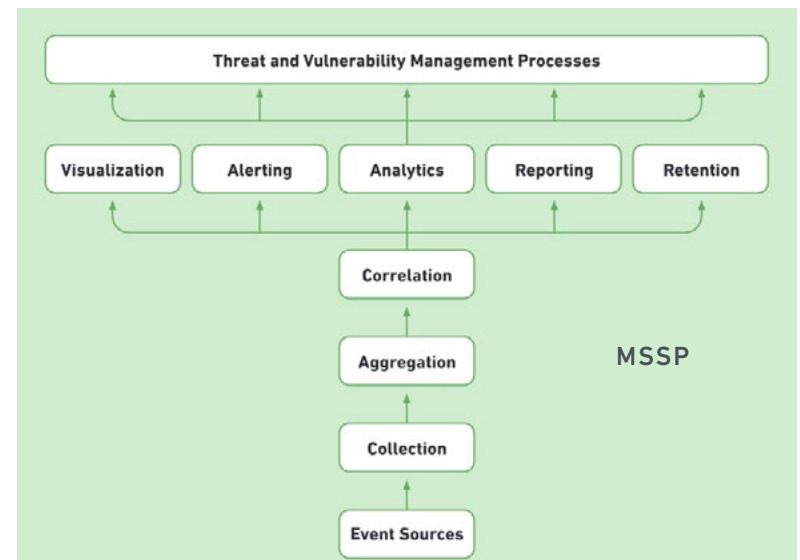 Threat and Vulnerability Management Processes
Visualization
Alerting
Analytics
Reporting
Retention
Correlation
Aggregation
MSSP
Collection
Event Sources